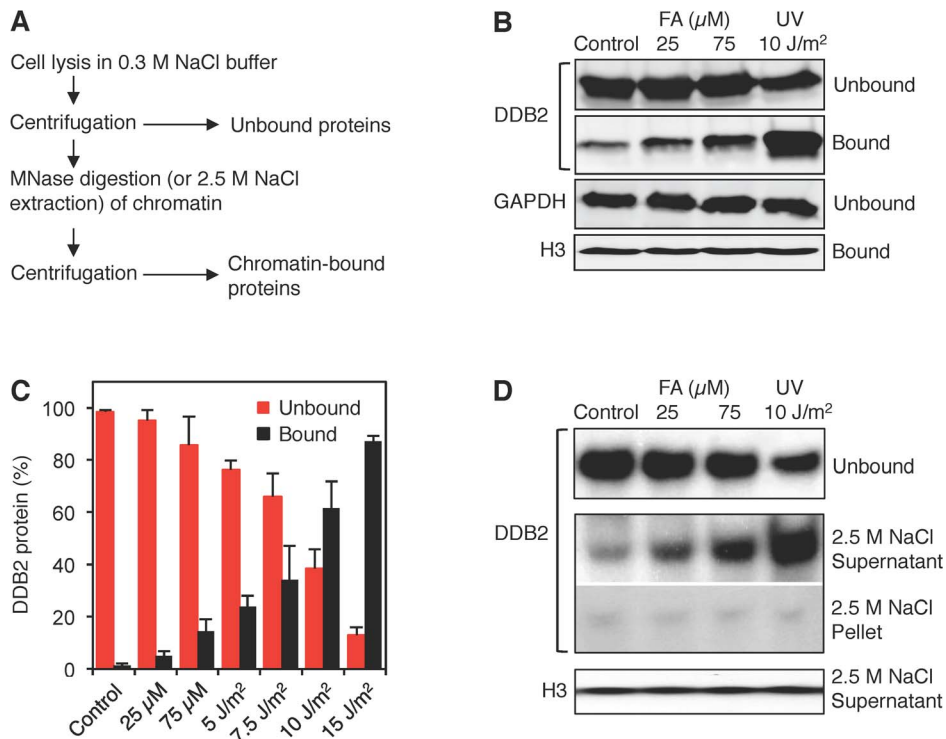 A
Cell lysis in 0.3 M NaCl buffer
Centrifugation
Unbound proteins
MNase digestion (or 2.5 M NaCl
extraction) of chromatin
Centrifugation
Chromatin-bound
proteins
B
FA (µM)
UV
Control
25
75
10 J/m²
DDB2
Unbound
Bound
GAPDH
Unbound
H3
Bound
C
DDB2 protein (%)
100
80
60
40
20
0
Unbound
Bound
Control
25 µM
75 µM
5 J/m²
7.5 J/m²
10 J/m²
15 J/m²
D
FA (µM)
UV
Control
25
75
10 J/m²
DDB2
Unbound
2.5 M NaCl
Supernatant
2.5 M NaCl
Pellet
H3
2.5 M NaCl
Supernatant